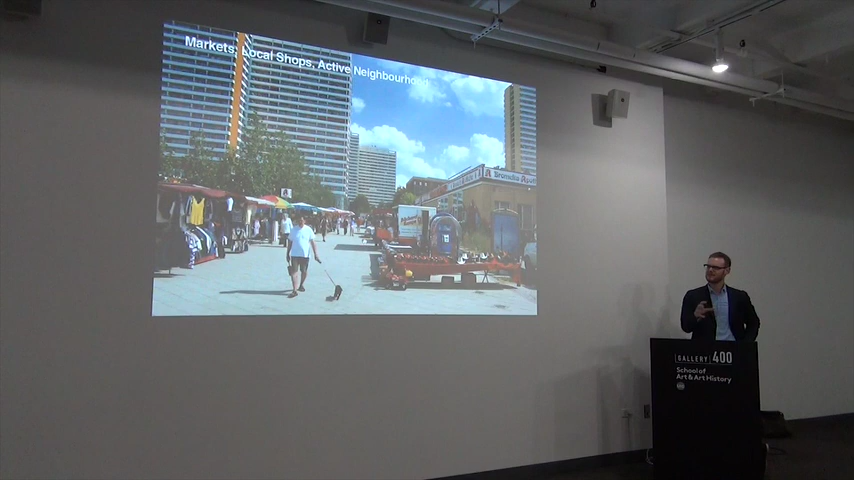 Markets, Local Shops, Active Neighbourhood
GALLERY 400
School of
Art & Art History